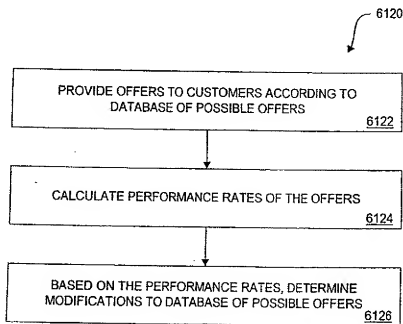 6120
PROVIDE OFFERS TO CUSTOMERS ACCORDING TO
DATABASE OF POSSIBLE OFFERS
6122
CALCULATE PERFORMANCE RATES OF THE OFFERS
6124
BASED ON THE PERFORMANCE RATES, DETERMINE
MODIFICATIONS TO DATABASE OF POSSIBLE OFFERS
6126